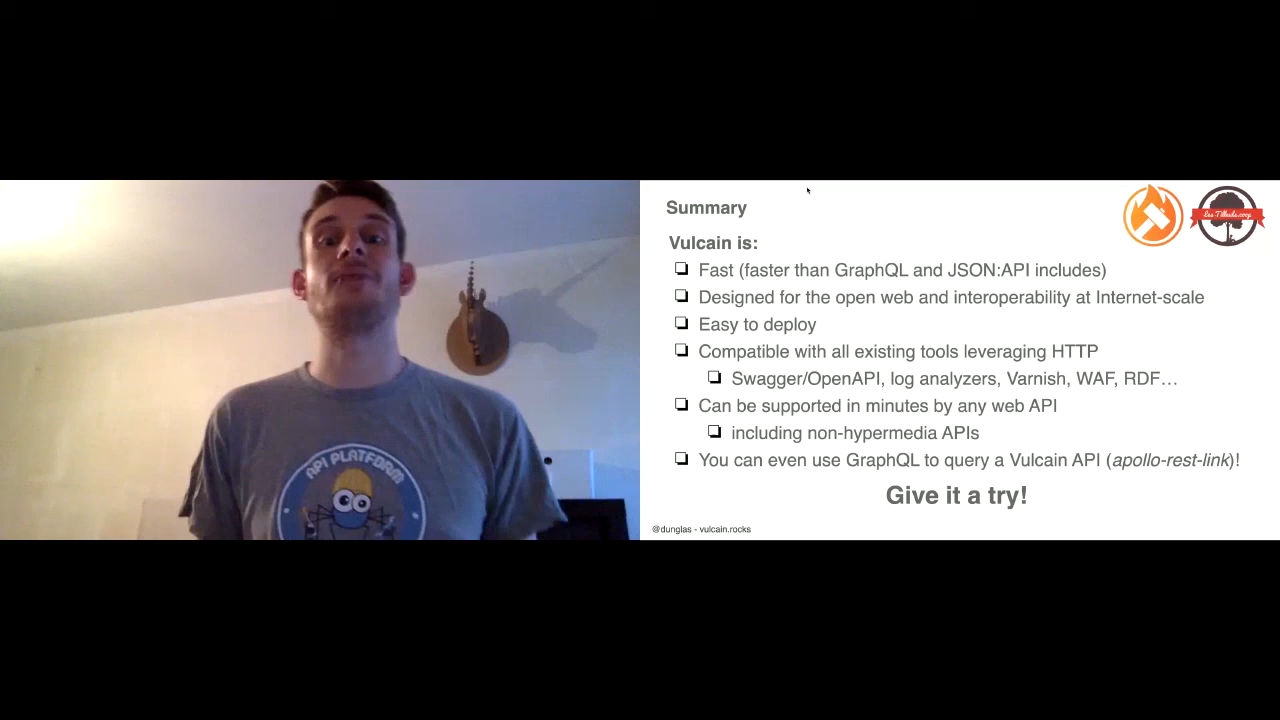 API PLATFORM
Summary
Les-Tilleuls.coop
Vulcain is:
Fast (faster than GraphQL and JSON:API includes)
Designed for the open web and interoperability at Internet-scale
Easy to deploy
Compatible with all existing tools leveraging HTTP
Swagger/OpenAPI, log analyzers, Varnish, WAF, RDF…
Can be supported in minutes by any web API
including non-hypermedia APIs
You can even use GraphQL to query a Vulcain API (apollo-rest-link)!
Give it a try!
@dunglas - vulcain.rocks